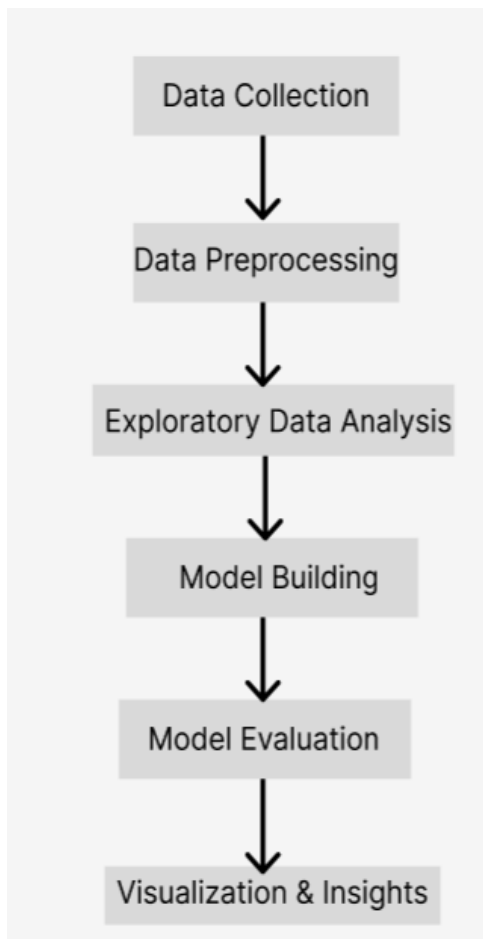 Data Collection
Data Preprocessing
Exploratory Data Analysis
Model Building
Model Evaluation
Visualization & Insights